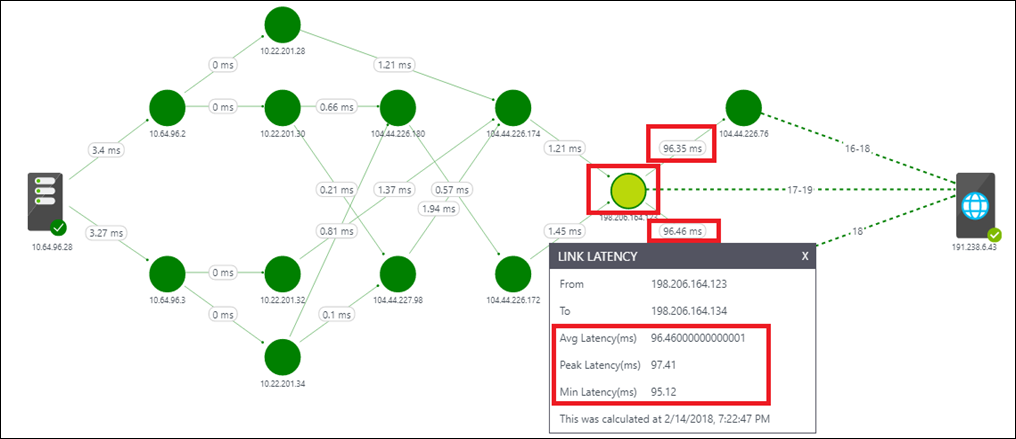 10.22.201.28
0 ms
1.21 ms
10.64.96.2
0 ms
10.22.201.30
0.66 ms
104.44.226.180
104.44.226.174
104.44.226.76
3.4 ms
1.21 ms
96.35 ms
16-18
10.64.96.28
0.21 ms
1.37 ms
0.57 ms
1.94 ms
17-19
3.27 ms
0.81 ms
1.45 ms
96.46 ms
18
191.238.6.43
10.64.96.3
0 ms
10.22.201.32
104.44.227.98
104.44.226.172
0 ms
0.1 ms
10.22.201.34
LINK LATENCY X
From 198.206.164.123
To 198.206.164.134
Avg Latency(ms) 96.46000000000001
Peak Latency(ms) 97.41
Min Latency(ms) 95.12
This was calculated at 2/14/2018, 7:22:47 PM